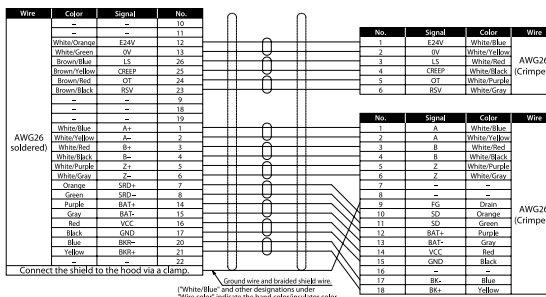 Wire Color Signal No.
– – 10
– – 11
White/Orange E24V 12
White/Green 0V 13
Brown/Blue LS 26
Brown/Yellow CREEP 25
Brown/Red OT 24
Brown/Black RSV 23
– – 9
– – 18
– – 19
White/Blue A+ 1
White/Yellow A– 2
White/Red B+ 3
White/Black B– 4
White/Purple Z+ 5
White/Gray Z– 6
Orange SRD+ 7
Green SRD– 8
Purple BAT+ 14
Gray BAT- 15
Red VCC 16
Black GND 17
Blue BKR– 20
Yellow BKR+ 21
– – 22
AWG26
soldered)
Connect the shield to the hood via a clamp.
No. Signal Color Wire
1 E24V White/Blue
2 0V White/Yellow
3 LS White/Red
4 CREEP White/Black
5 OT White/Purple
6 RSV White/Gray
AWG26
(Crimpe
No. Signal Color Wire
1 A White/Blue
2 A White/Yellow
3 B White/Red
4 B White/Black
5 Z White/Purple
6 Z White/Gray
7 – –
8 – –
9 FG Drain
10 SD Orange
11 SD Green
12 BAT+ Purple
13 BAT- Gray
14 VCC Red
15 GND Black
16 – –
17 BK- Blue
18 BK+ Yellow
AWG26
(Crimpe
Ground wire and braided shield wire.
("White/Blue" and other designations under
"Wire color" indicate the band color/insulator color